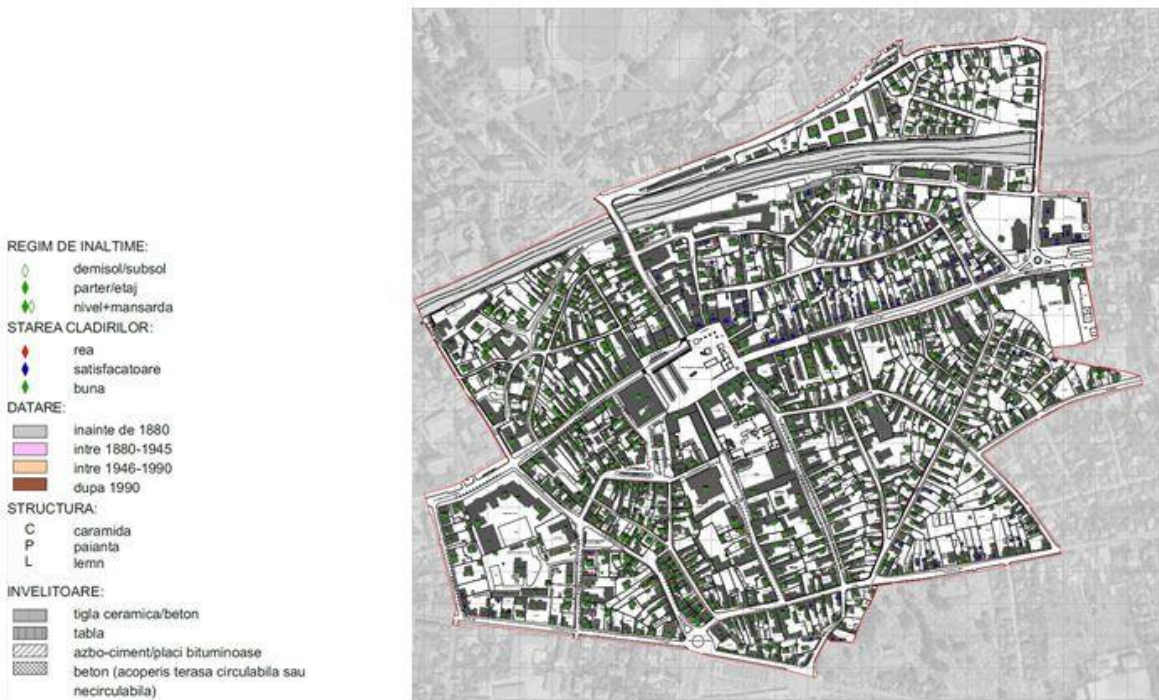 REGIM DE INALTIME:
demisol/subsol
parter/etaj
nivel+mansarda
STAREA CLADIRILOR:
rea
satisfacatoare
buna
DATARE:
inainte de 1880
intre 1880-1945
intre 1946-1990
dupa 1990
STRUCTURA:
C caramida
P paianta
L lemn
INVELITOARE:
tigla ceramica/beton
tabla
azbo-ciment/placi bituminoase
beton (acoperis terasa circulabila sau
necirculabila)